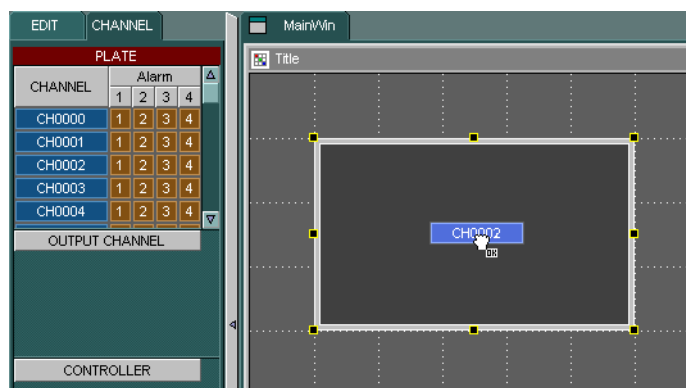 EDIT CHANNEL
PLATE
CHANNEL Alarm
1 2 3 4
CH0000 1 2 3 4
CH0001 1 2 3 4
CH0002 1 2 3 4
CH0003 1 2 3 4
CH0004 1 2 3 4
OUTPUT CHANNEL
CONTROLLER
MainWin
Title
CH0002
OK